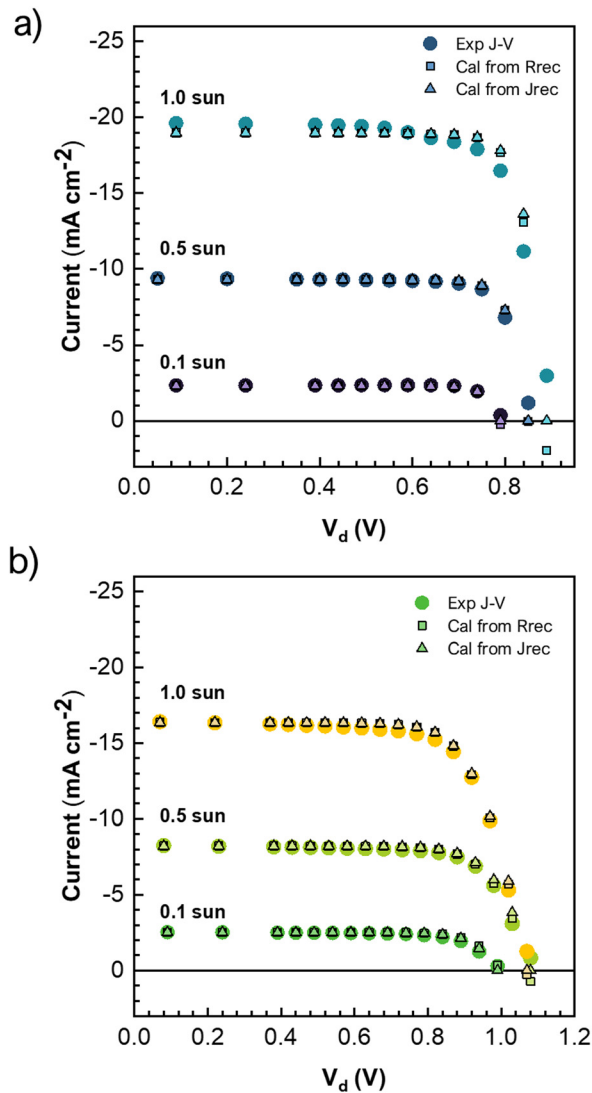 a)
-25
-20
-15
-10
-5
0
Current (mA cm-2)
Exp J-V
Cal from Rrec
Cal from Jrec
1.0 sun
0.5 sun
0.1 sun
0.0 0.2 0.4 0.6 0.8
Vd (V)
b)
-25
-20
-15
-10
-5
0
Current (mA cm-2)
Exp J-V
Cal from Rrec
Cal from Jrec
1.0 sun
0.5 sun
0.1 sun
0.0 0.2 0.4 0.6 0.8 1.0 1.2
Vd (V)